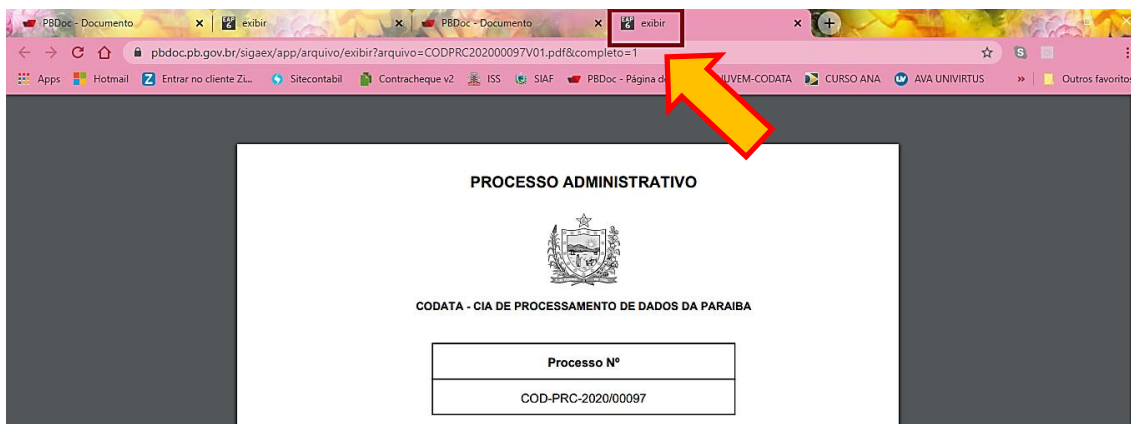 PBDoc - Documento
exibir
PBDoc - Documento
exibir
pbdoc.pb.gov.br/sigaex/app/arquivo/exibir?arquivo=CODPRC202000097V01.pdf&completo=1
Apps Hotmail Entrar no cliente Zi... Sitecontabil Contracheque v2 ISS SIAF PBDoc - Página de NUVEM-CODATA CURSO ANA AVA UNIVIRTUS » Outros favoritos
PROCESSO ADMINISTRATIVO
CODATA - CIA DE PROCESSAMENTO DE DADOS DA PARAIBA
Processo Nº
COD-PRC-2020/00097